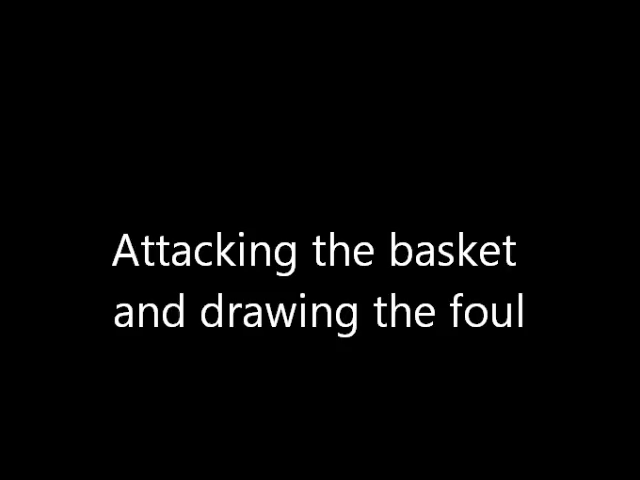 Attacking the basket
and drawing the foul